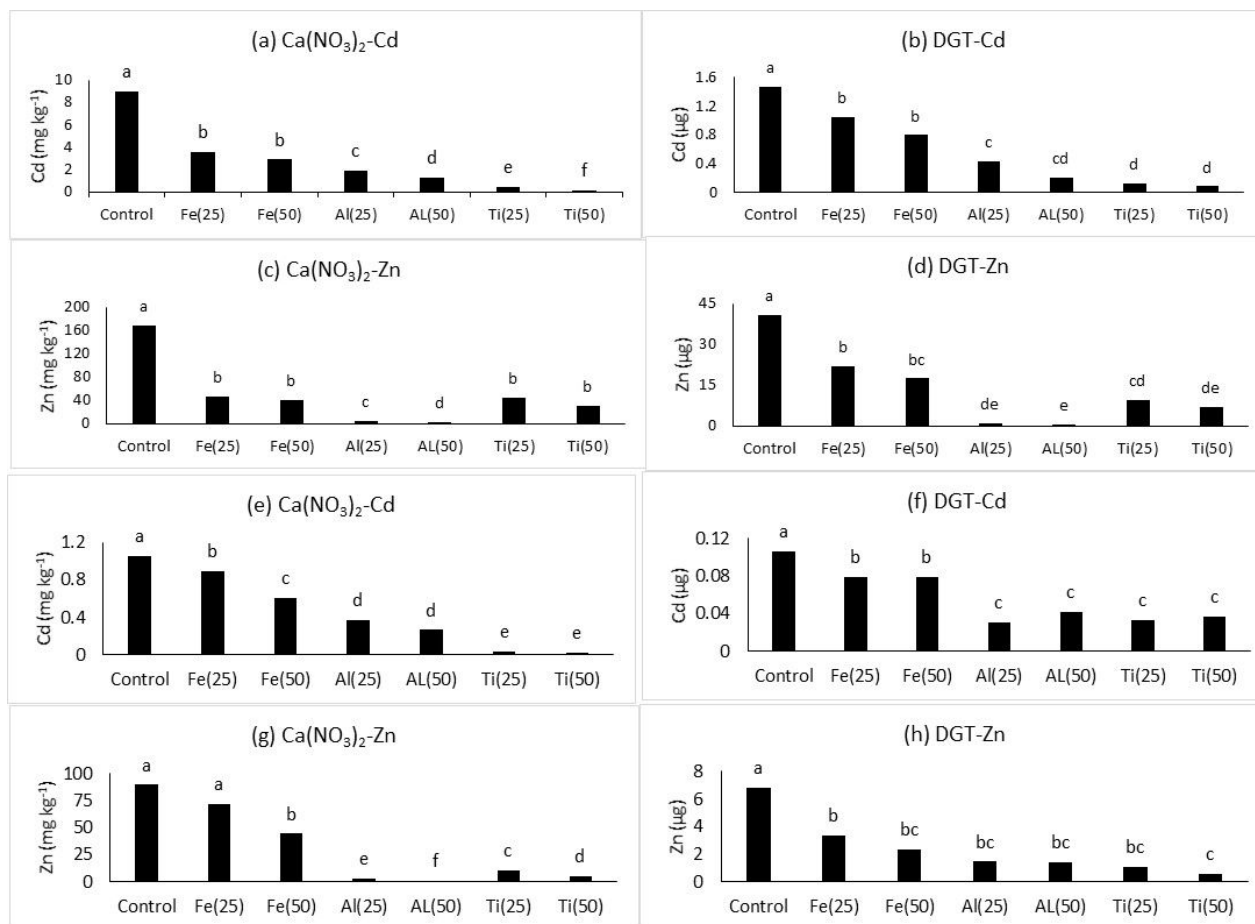 (a) Ca(NO₃)₂-Cd
Cd (mg kg⁻¹)
10
8
6
4
2
0
a
b
b
c
d
e
f
Control Fe(25) Fe(50) Al(25) AL(50) Ti(25) Ti(50)
(b) DGT-Cd
Cd (µg)
1.6
1.2
0.8
0.4
0
a
b
b
c
cd
d
d
Control Fe(25) Fe(50) Al(25) AL(50) Ti(25) Ti(50)
(c) Ca(NO₃)₂-Zn
Zn (mg kg⁻¹)
200
160
120
80
40
0
a
b
b
c
d
b
b
Control Fe(25) Fe(50) Al(25) AL(50) Ti(25) Ti(50)
(d) DGT-Zn
Zn (µg)
45
30
15
0
a
b
bc
de
e
cd
de
Control Fe(25) Fe(50) Al(25) AL(50) Ti(25) Ti(50)
(e) Ca(NO₃)₂-Cd
Cd (mg kg⁻¹)
1.2
0.8
0.4
0
a
b
c
d
d
e
e
Control Fe(25) Fe(50) Al(25) AL(50) Ti(25) Ti(50)
(f) DGT-Cd
Cd (µg)
0.12
0.08
0.04
0
a
b
b
c
c
c
c
Control Fe(25) Fe(50) Al(25) AL(50) Ti(25) Ti(50)
(g) Ca(NO₃)₂-Zn
Zn (mg kg⁻¹)
100
75
50
25
0
a
a
b
e
f
c
d
Control Fe(25) Fe(50) Al(25) AL(50) Ti(25) Ti(50)
(h) DGT-Zn
Zn (µg)
8
6
4
2
0
a
b
bc
bc
bc
bc
c
Control Fe(25) Fe(50) Al(25) AL(50) Ti(25) Ti(50)